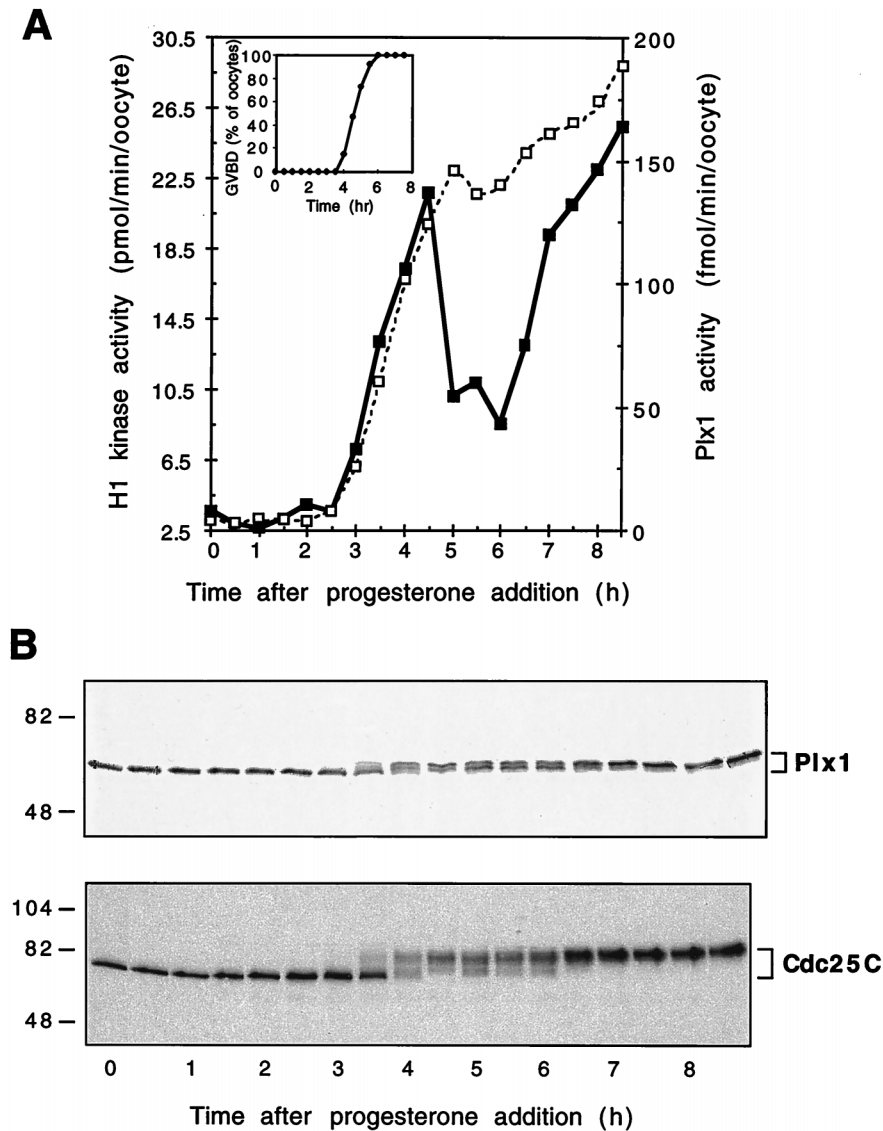 A
30.5
26.5
22.5
18.5
14.5
10.5
6.5
2.5
H1 kinase activity (pmol/min/oocyte)
200
150
100
50
0
Plx1 activity (fmol/min/oocyte)
100
80
60
40
20
0
GVBD (% of oocytes)
0 2 4 6 8
Time (hr)
0 1 2 3 4 5 6 7 8
Time after progesterone addition (h)
B
82
48
Plx1
104
82
48
Cdc25C
0 1 2 3 4 5 6 7 8
Time after progesterone addition (h)